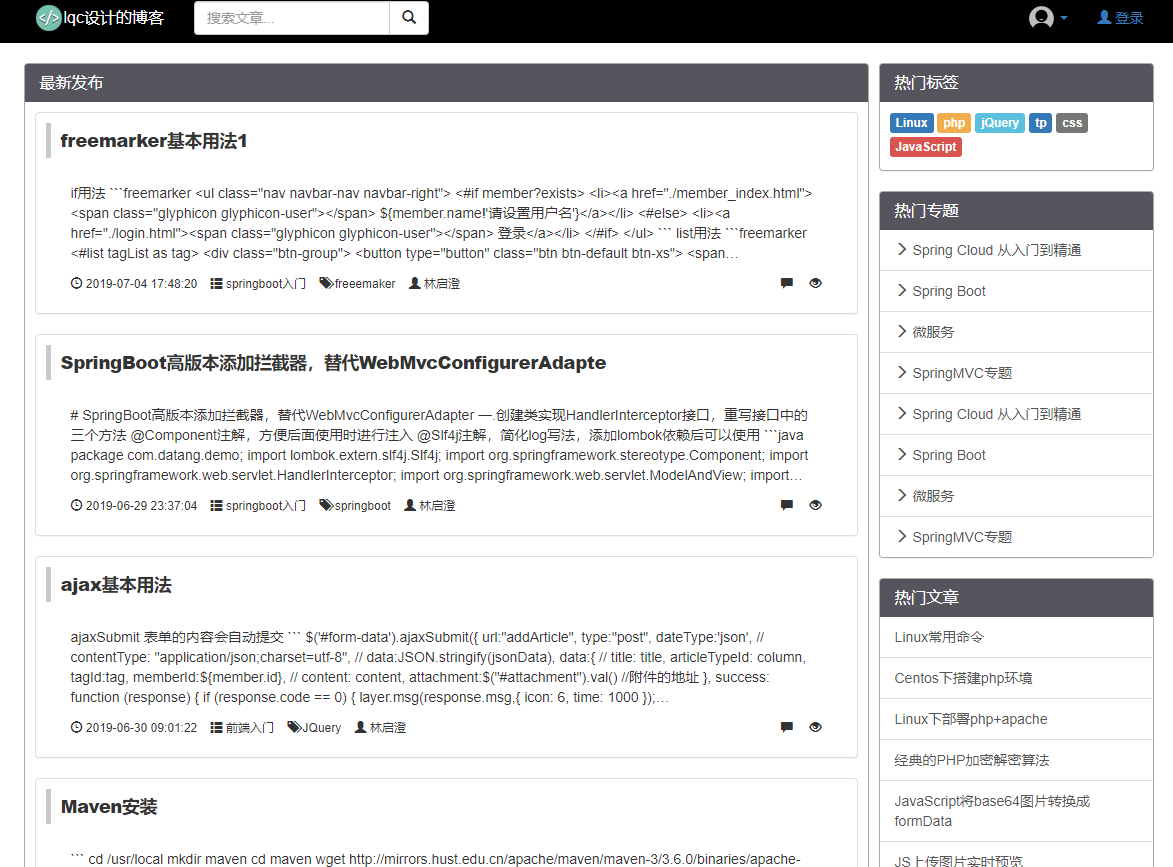 lqc设计的博客
搜索文章...
登录
最新发布
freemarker基本用法1
if用法 ```freemarker <ul class="nav navbar-nav navbar-right"> <#if member?exists> <li><a href="./member_index.html">
<span class="glyphicon glyphicon-user"></span> ${member.name!'请设置用户名'}</a></li> <#else> <li><a
href="./login.html"><span class="glyphicon glyphicon-user"></span> 登录</a></li> </#if> </ul> ``` list用法 ```freemarker
<#list tagList as tag> <div class="btn-group"> <button type="button" class="btn btn-default btn-xs"> <span…
2019-07-04 17:48:20 springboot入门 freeemaker 林启澄
SpringBoot高版本添加拦截器，替代WebMvcConfigurerAdapte
# SpringBoot高版本添加拦截器，替代WebMvcConfigurerAdapter 一.创建类实现HandlerInterceptor接口，重写接口中的
三个方法 @Component注解，方便后面使用时进行注入 @Slf4j注解，简化log写法，添加lombok依赖后可以使用 ```java
package com.datang.demo; import lombok.extern.slf4j.Slf4j; import org.springframework.stereotype.Component; import
org.springframework.web.servlet.HandlerInterceptor; import org.springframework.web.servlet.ModelAndView; import…
2019-06-29 23:37:04 springboot入门 springboot 林启澄
ajax基本用法
ajaxSubmit 表单的内容会自动提交 ``` $('#form-data').ajaxSubmit({ url:"addArticle", type:"post", dateType:'json', //
contentType: "application/json;charset=utf-8", // data:JSON.stringify(jsonData), data:{ // title: title, articleTypeId: column,
tagId:tag, memberId:${member.id}, // content: content, attachment:$("#attachment").val() //附件的地址 }, success:
function (response) { if (response.code == 0) { layer.msg(response.msg,{ icon: 6, time: 1000 });…
2019-06-30 09:01:22 前端入门 JQuery 林启澄
Maven安装
``` cd /usr/local mkdir maven cd maven wget http://mirrors.hust.edu.cn/apache/maven/maven-3/3.6.0/binaries/apache-
热门标签
Linux php jQuery tp css
JavaScript
热门专题
Spring Cloud 从入门到精通
Spring Boot
微服务
SpringMVC专题
Spring Cloud 从入门到精通
Spring Boot
微服务
SpringMVC专题
热门文章
Linux常用命令
Centos下搭建php环境
Linux下部署php+apache
经典的PHP加密解密算法
JavaScript将base64图片转换成
formData
JS上传图片实时预览